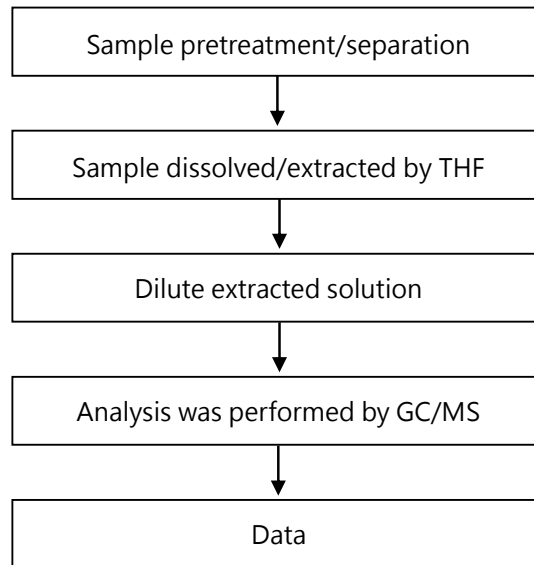 Sample pretreatment/separation
Sample dissolved/extracted by THF
Dilute extracted solution
Analysis was performed by GC/MS
Data